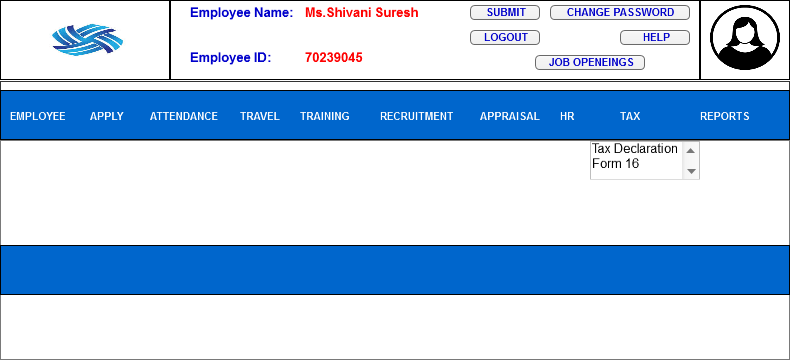 Employee Name: Ms.Shivani Suresh
SUBMIT
CHANGE PASSWORD
LOGOUT
HELP
Employee ID: 70239045
JOB OPENEINGS
EMPLOYEE APPLY ATTENDANCE TRAVEL TRAINING RECRUITMENT APPRAISAL HR TAX REPORTS
Tax Declaration
Form 16